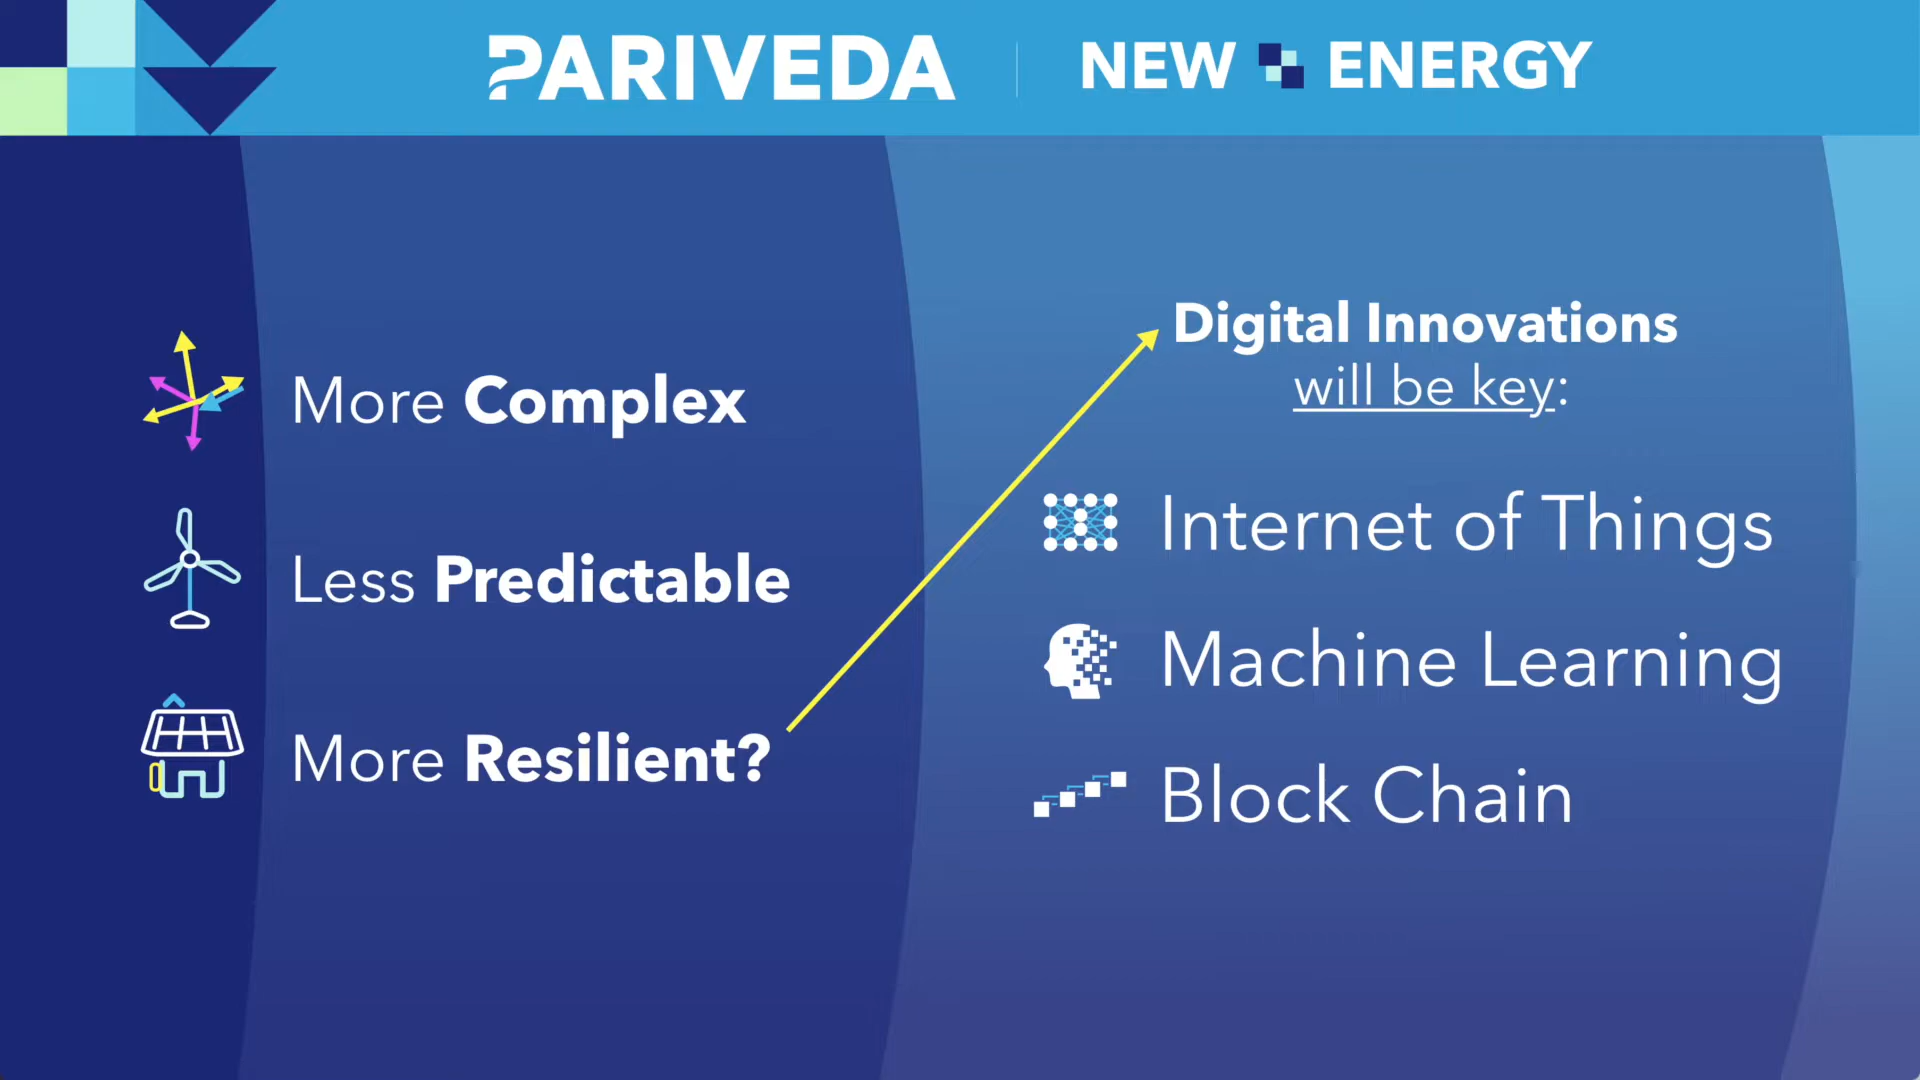 PARIVEDA
NEW ENERGY
More Complex
Less Predictable
More Resilient?
Digital Innovations
will be key:
Internet of Things
Machine Learning
Block Chain